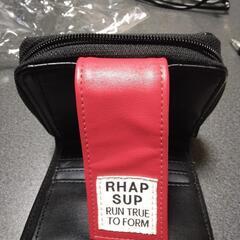 RHAP
SUP
RUN TRUE
TO FORM